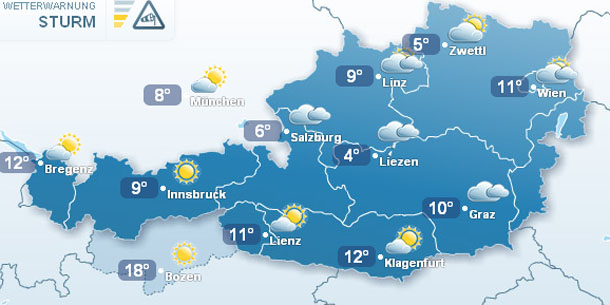 WETTERWARNUNG
STURM
5°
Zwettl
9°
Linz
11°
Wien
8°
München
6°
Salzburg
4°
Liezen
12°
Bregenz
9°
Innsbruck
10°
Graz
11°
Lienz
12°
Klagenfurt
18°
Bozen